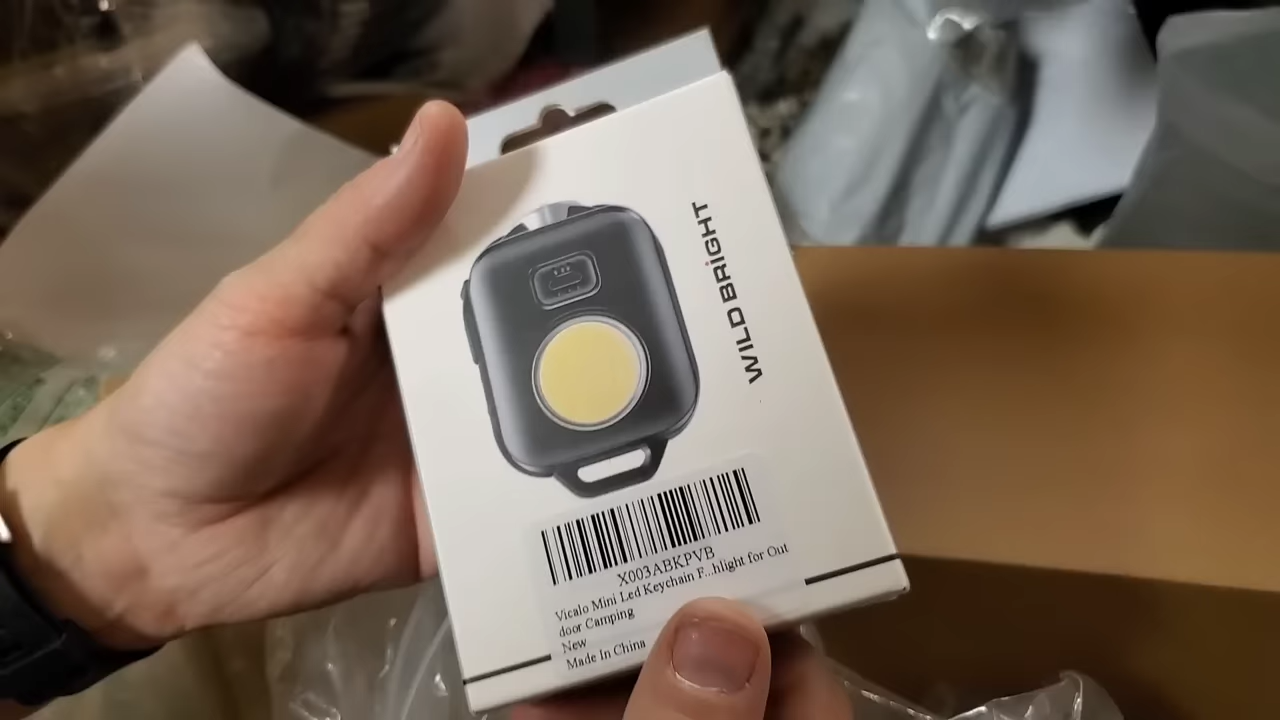 WILD BRiGHT
X003ABKPVB
Vicalo Mini Led Keychain F...hlight for Out
door Camping
New
Made In China